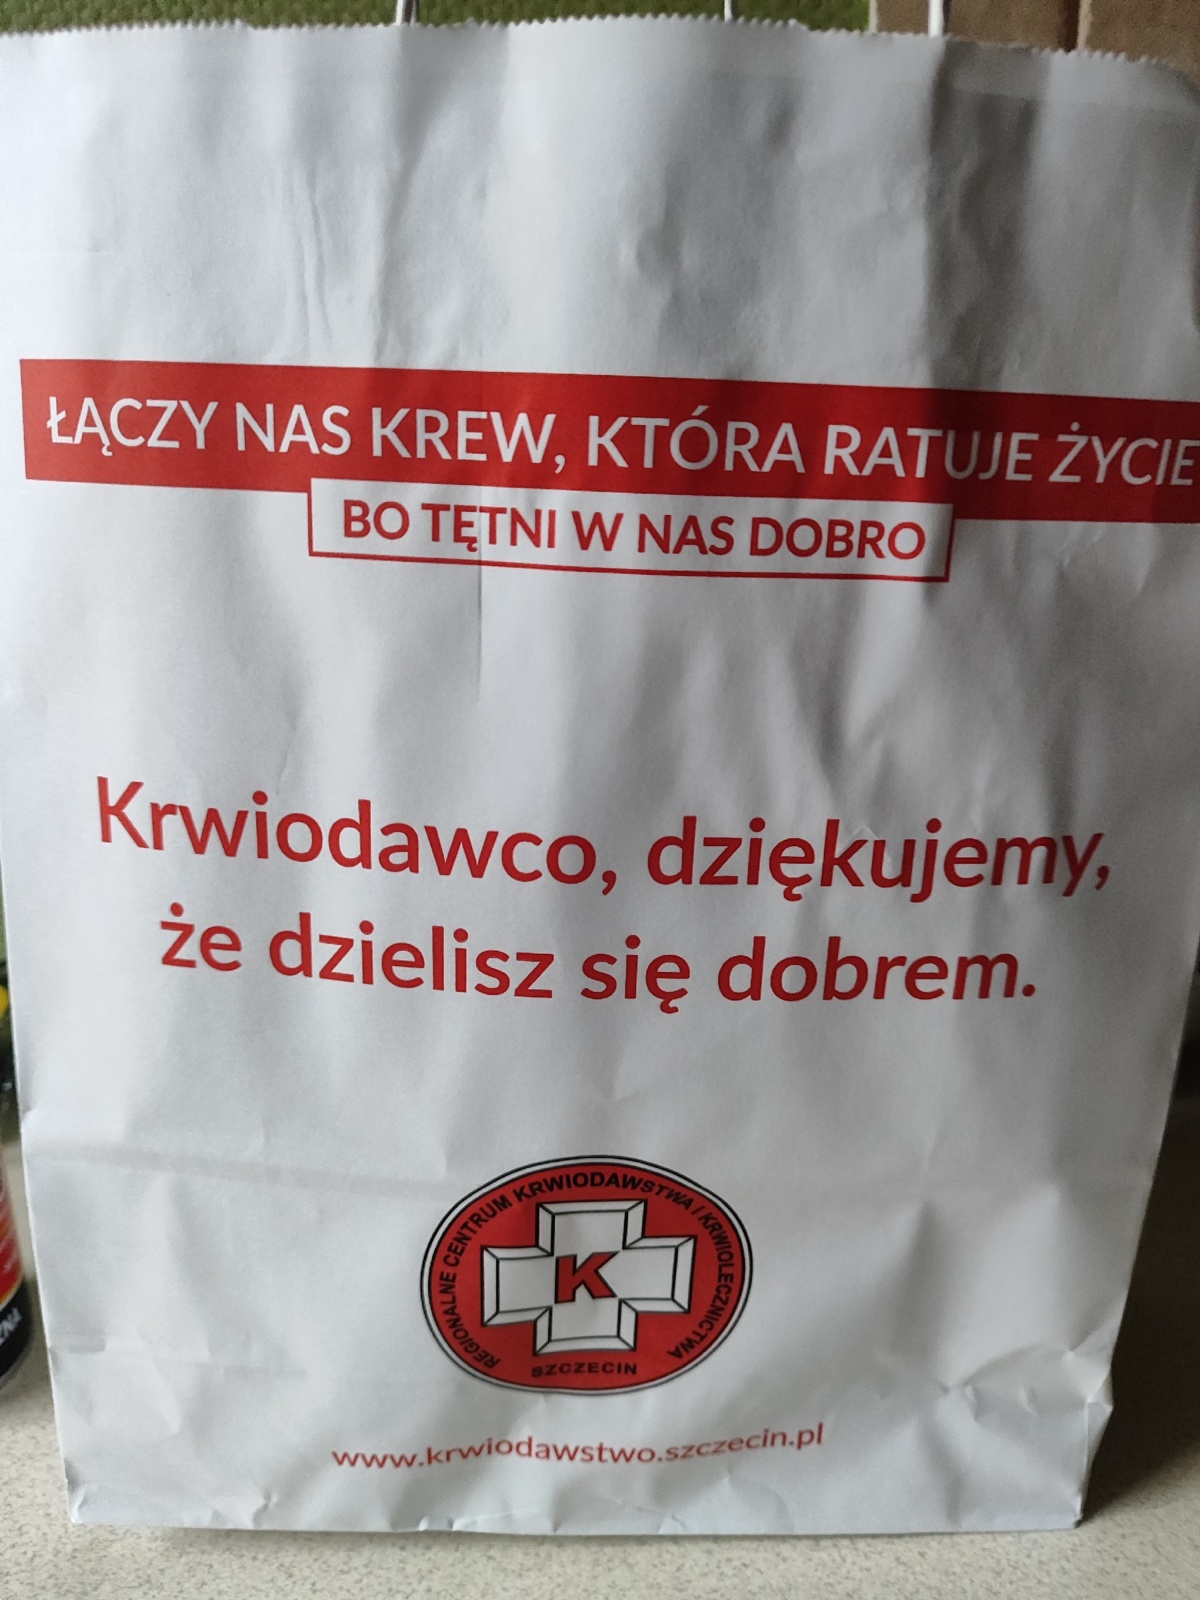 ŁĄCZY NAS KREW, KTÓRA RATUJE ŻYCIE
BO TĘTNI W NAS DOBRO
Krwiodawco, dziękujemy,
że dzielisz się dobrem.
REGIONALNE CENTRUM KRWIODAWSTWA I KRWIOLECZNICTWA
K
SZCZECIN
www.krwiodawstwo.szczecin.pl